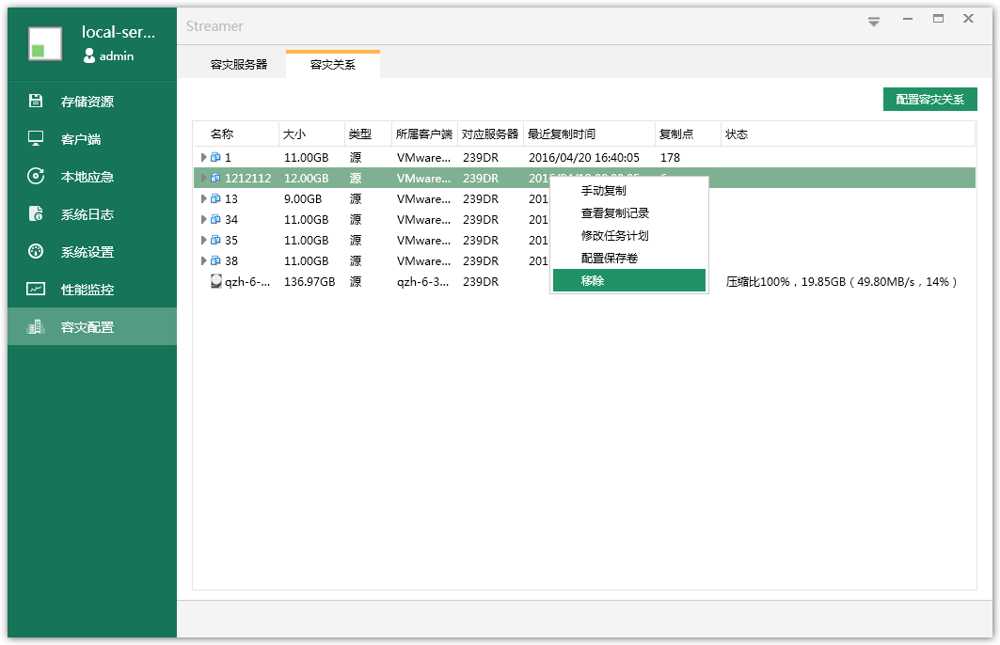 local-ser...
admin
存储资源
客户端
本地应急
系统日志
系统设置
性能监控
容灾配置
Streamer
容灾服务器 容灾关系
配置容灾关系
名称 大小 类型 所属客户端 对应服务器 最近复制时间 复制点 状态
1 11.00GB 源 VMware... 239DR 2016/04/20 16:40:05 178
1212112 12.00GB 源 VMware... 239DR
13 9.00GB 源 VMware... 239DR 201
34 11.00GB 源 VMware... 239DR 201
35 11.00GB 源 VMware... 239DR 201
38 11.00GB 源 VMware... 239DR 201
qzh-6-... 136.97GB 源 qzh-6-3... 239DR 压缩比100%，19.85GB（49.80MB/s，14%）
手动复制
查看复制记录
修改任务计划
配置保存卷
移除